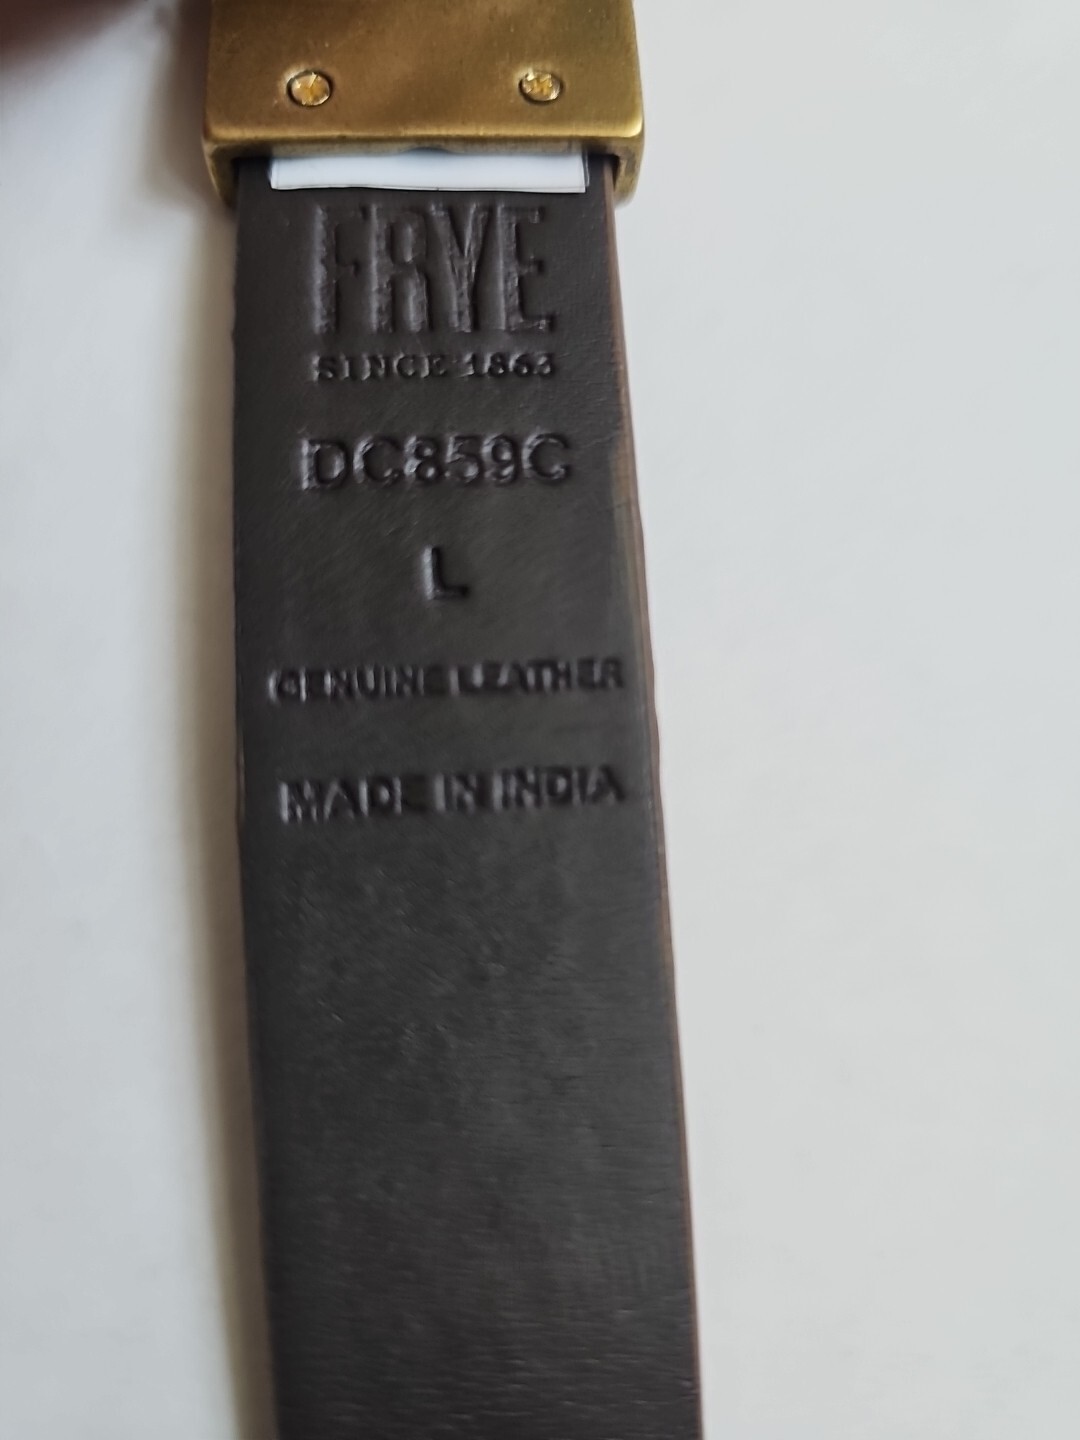 FRYE
SINCE 1863
DC859C
L
GENUINE LEATHER
MADE IN INDIA